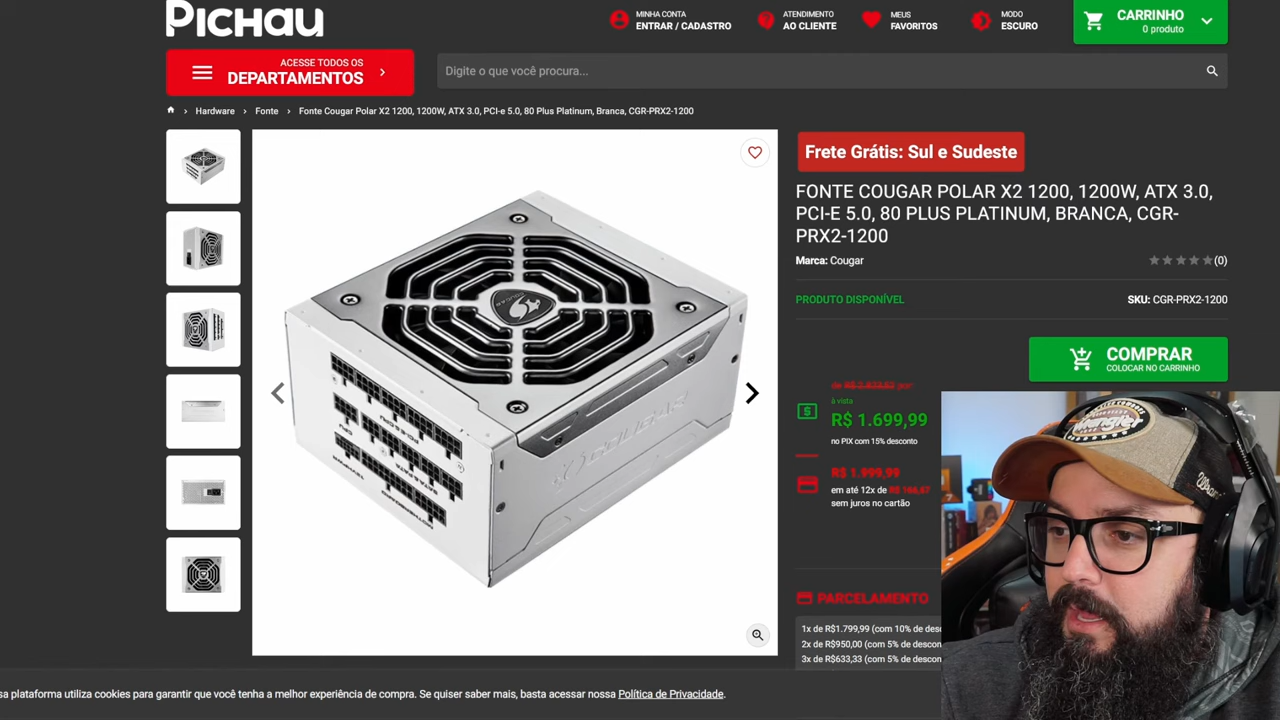 PICHAU
MINHA CONTA
ENTRAR / CADASTRO
ATENDIMENTO
AO CLIENTE
MEUS
FAVORITOS
MODO
ESCURO
CARRINHO
0 produto
ACESSE TODOS OS
DEPARTAMENTOS
Digite o que você procura...
Hardware
Fonte
Fonte Cougar Polar X2 1200, 1200W, ATX 3.0, PCI-e 5.0, 80 Plus Platinum, Branca, CGR-PRX2-1200
Frete Grátis: Sul e Sudeste
FONTE COUGAR POLAR X2 1200, 1200W, ATX 3.0,
PCI-E 5.0, 80 PLUS PLATINUM, BRANCA, CGR-
PRX2-1200
Marca: Cougar
(0)
PRODUTO DISPONÍVEL
SKU: CGR-PRX2-1200
COMPRAR
COLOCAR NO CARRINHO
à vista
R$ 1.699,99
no PIX com 15% desconto
R$ 1.999,99
em até 12x de R$ 166,67
sem juros no cartão
PARCELAMENTO
1x de R$1.799,99 (com 10% de desc
2x de R$950,00 (com 5% de descon
3x de R$633,33 (com 5% de descon
COUGAR
COUGAR
Wrangler
sa plataforma utiliza cookies para garantir que você tenha a melhor experiência de compra. Se quiser saber mais, basta acessar nossa Política de Privacidade.